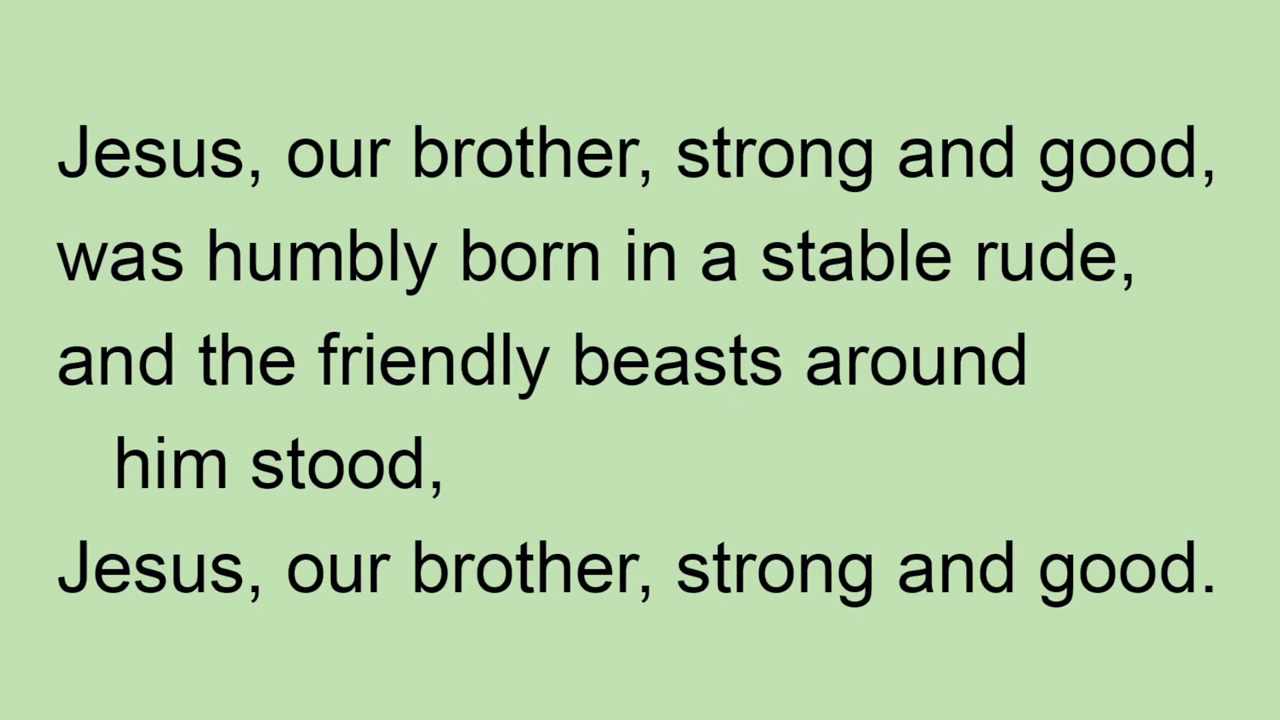 Jesus, our brother, strong and good,
was humbly born in a stable rude,
and the friendly beasts around
him stood,
Jesus, our brother, strong and good.